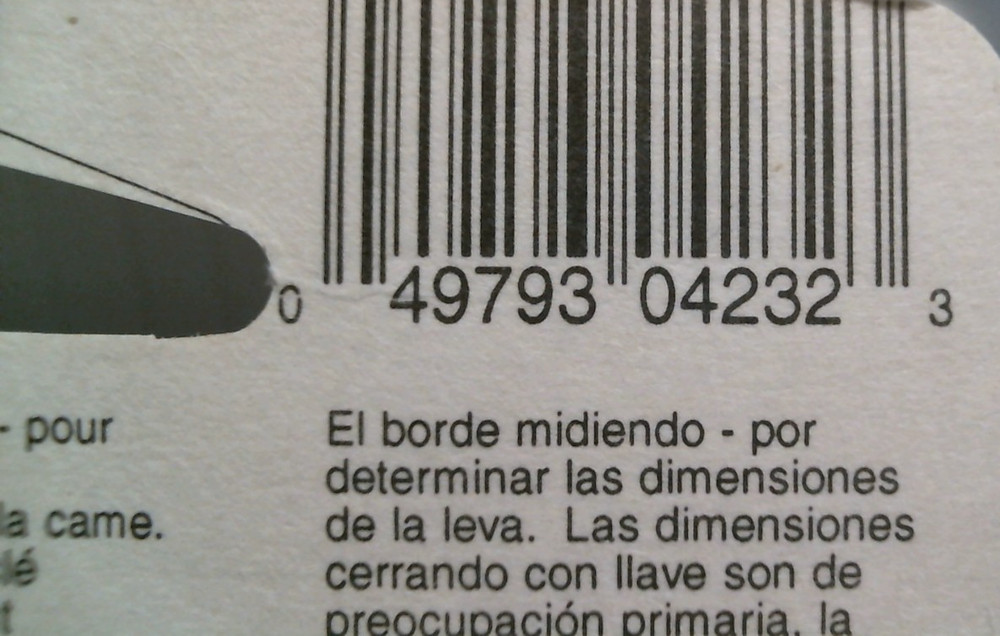 0 49793 04232 3
- pour
la came.
lé
t
El borde midiendo - por
determinar las dimensiones
de la leva. Las dimensiones
cerrando con llave son de
preocupación primaria, la